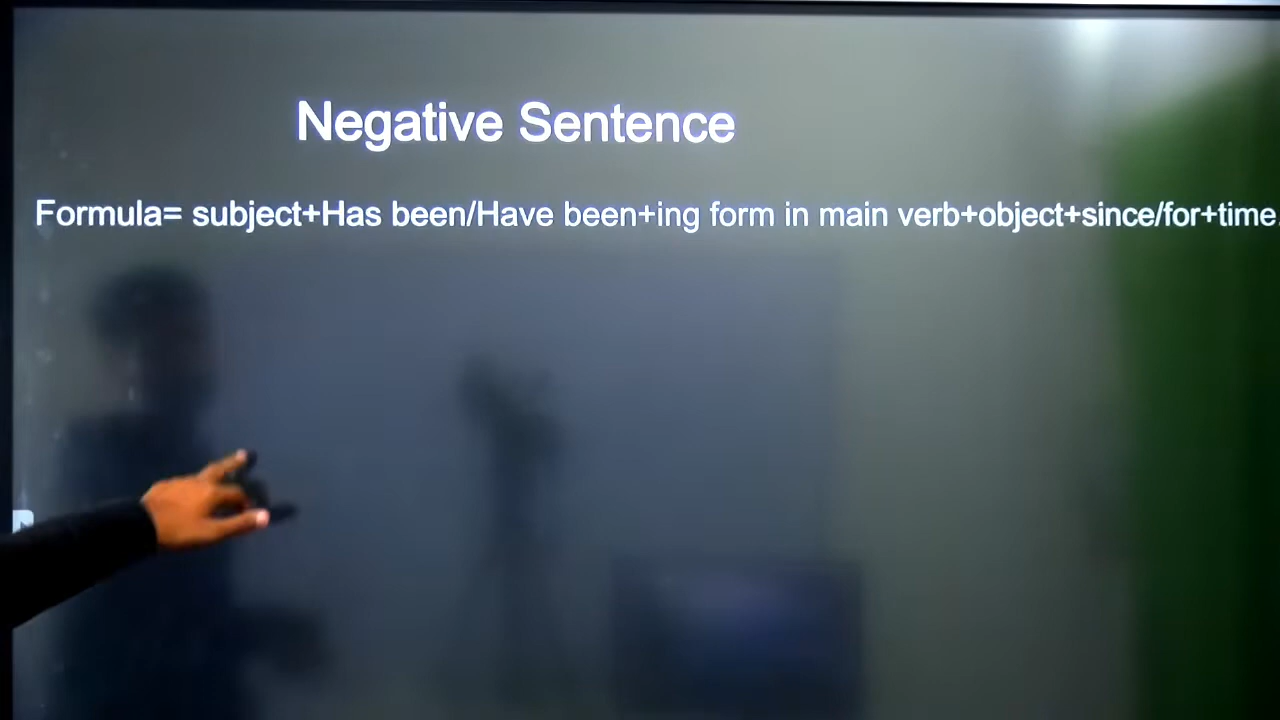 Negative Sentence
Formula= subject+Has been/Have been+ing form in main verb+object+since/for+time.